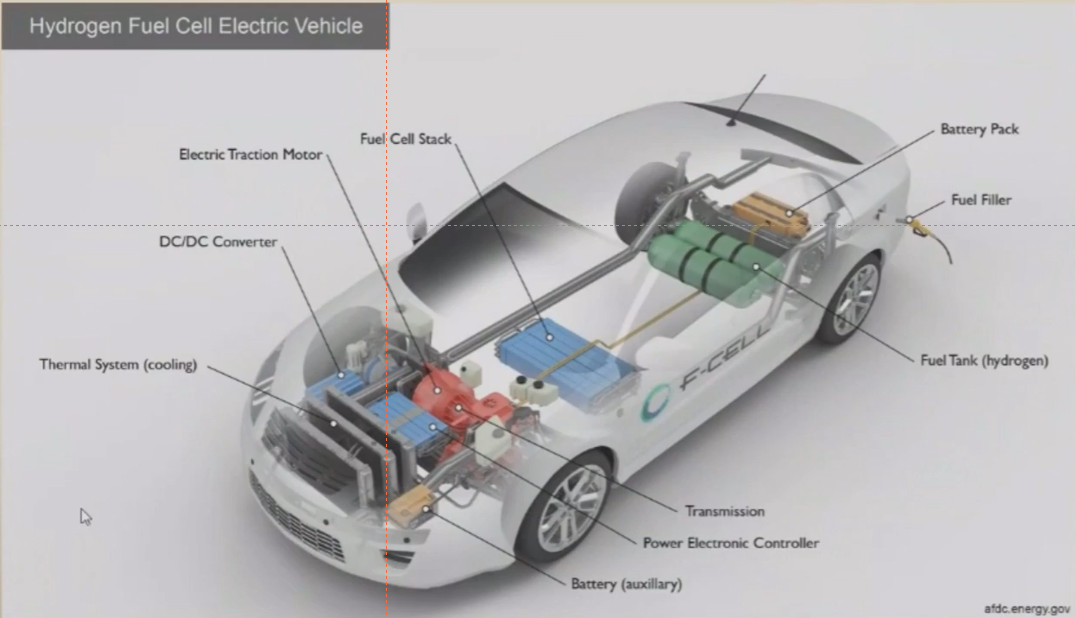 Hydrogen Fuel Cell Electric Vehicle
Fuel Cell Stack
Battery Pack
Electric Traction Motor
Fuel Filler
DC/DC Converter
Thermal System (cooling)
Fuel Tank (hydrogen)
F-CELL
Transmission
Power Electronic Controller
Battery (auxillary)
afdc.energy.gov